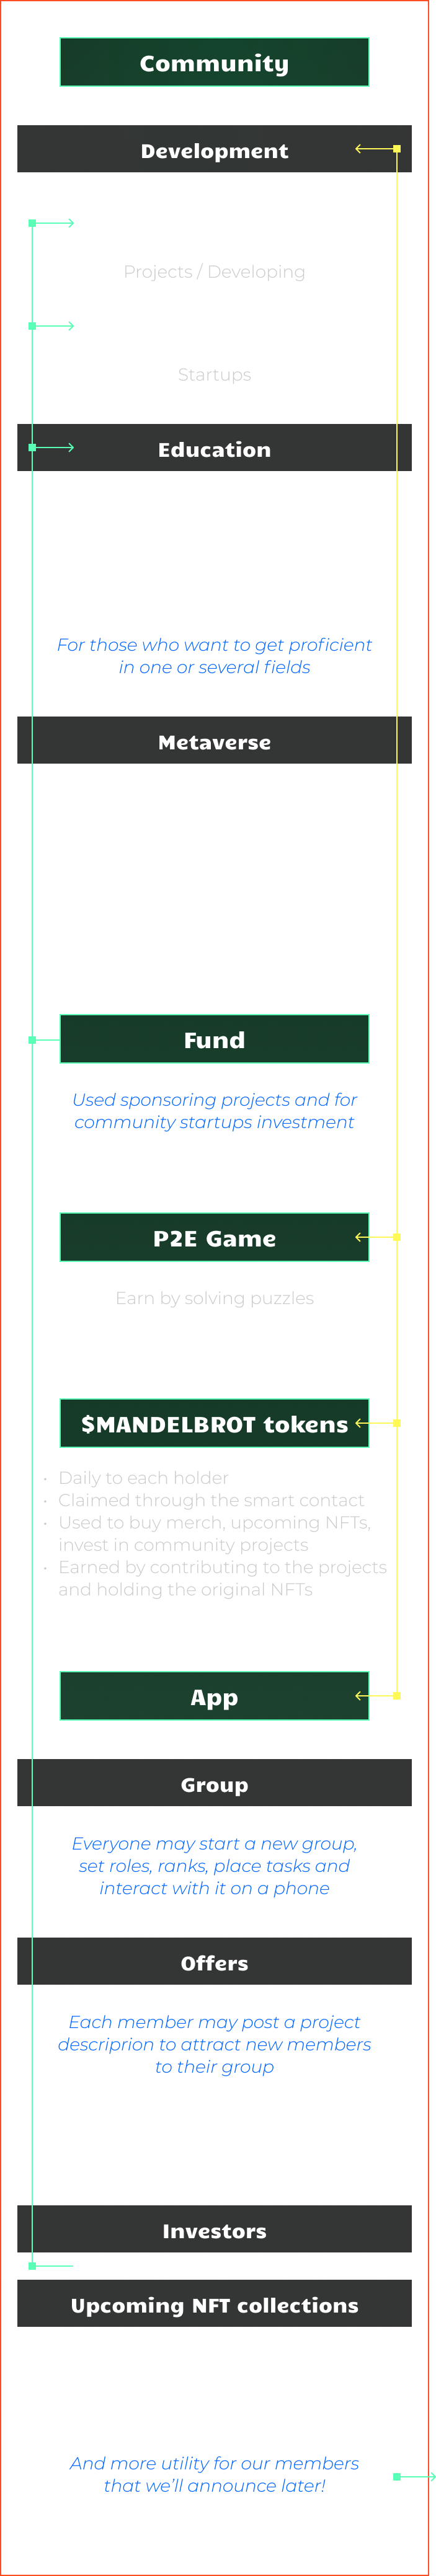 Community
Development
Projects / Developing
Startups
Education
For those who want to get proficient
in one or several fields
Metaverse
Fund
Used sponsoring projects and for
community startups investment
P2E Game
Earn by solving puzzles
$MANDELBROT tokens
• Daily to each holder
• Claimed through the smart contact
• Used to buy merch, upcoming NFTs,
invest in community projects
• Earned by contributing to the projects
and holding the original NFTs
App
Group
Everyone may start a new group,
set roles, ranks, place tasks and
interact with it on a phone
Offers
Each member may post a project
descriprion to attract new members
to their group
Investors
Upcoming NFT collections
And more utility for our members
that we'll announce later!